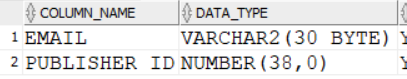 COLUMN_NAME DATA_TYPE
1 EMAIL VARCHAR2(30 BYTE) Y
2 PUBLISHER ID NUMBER(38,0) Y